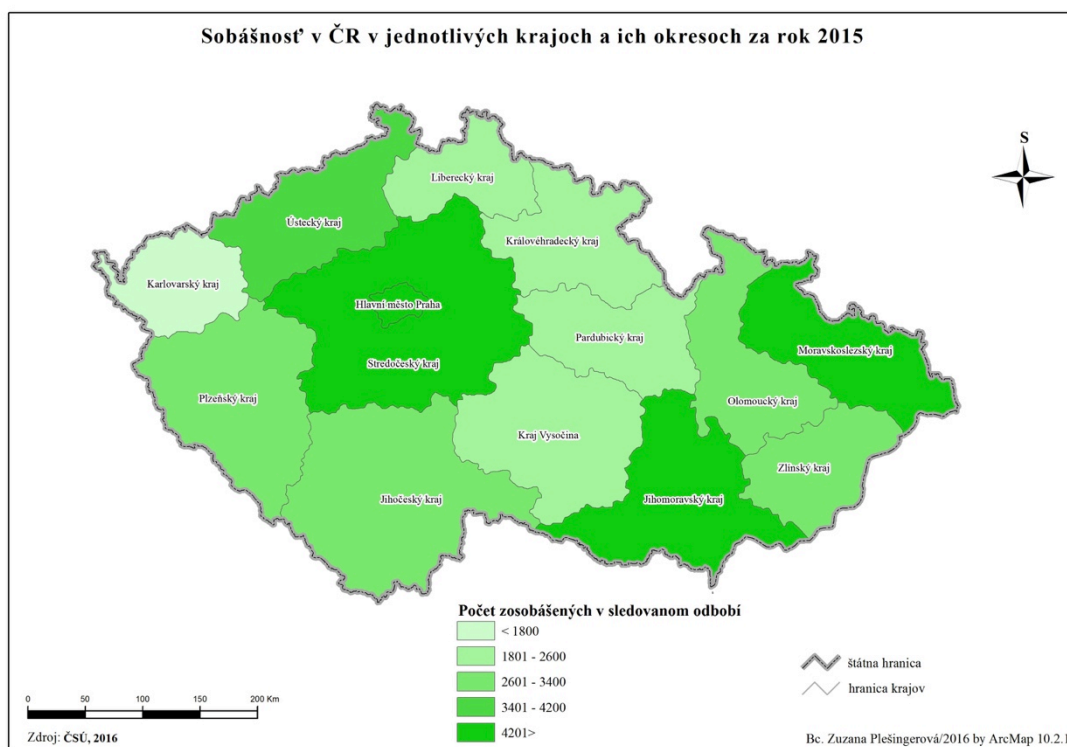 Sobášnosť v ČR v jednotlivých krajoch a ich okresoch za rok 2015
S
Liberecký kraj
Ústecký kraj
Královéhradecký kraj
Karlovarský kraj
Hlavní město Praha
Pardubický kraj
Moravskoslezský kraj
Stredočeský kraj
Plzeňský kraj
Olomoucký kraj
Kraj Vysočina
Zlínský kraj
Jihočeský kraj
Jihomoravský kraj
Počet zosobášených v sledovanom odbobí
< 1800
1801 - 2600
2601 - 3400
3401 - 4200
4201>
štátna hranica
hranica krajov
0 50 100 150 200 Km
Zdroj: ČSÚ, 2016
Bc. Zuzana Plešingerová/2016 by ArcMap 10.2.1